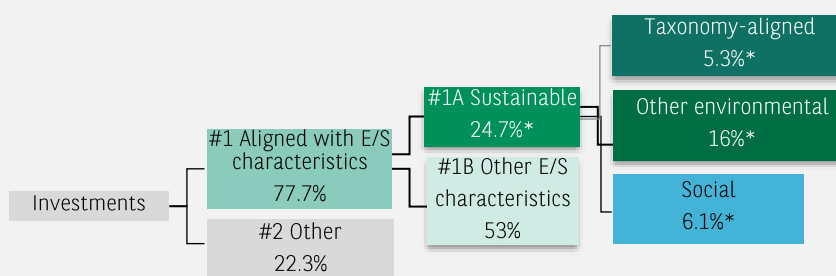 Investments
#1 Aligned with E/S
characteristics
77.7%
#2 Other
22.3%
#1A Sustainable
24.7%*
#1B Other E/S
characteristics
53%
Taxonomy-aligned
5.3%*
Other environmental
16%*
Social
6.1%*